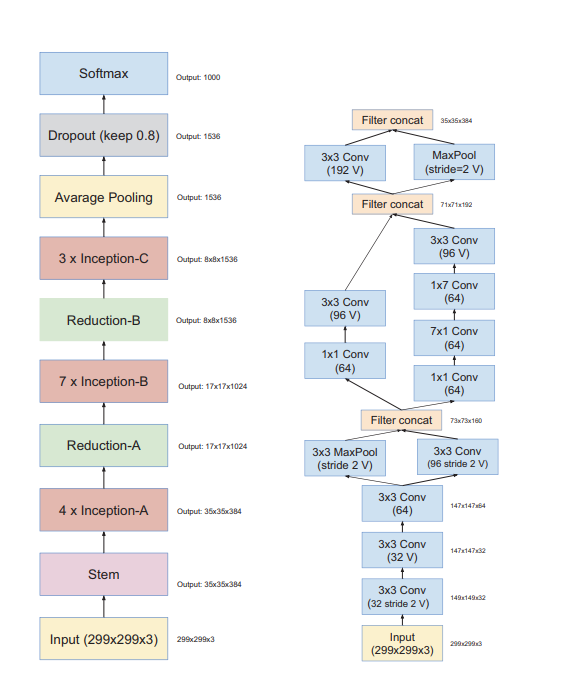 Softmax
Output: 1000
Dropout (keep 0.8)
Output: 1536
Avarage Pooling
Output: 1536
3 x Inception-C
Output: 8x8x1536
Reduction-B
Output: 8x8x1536
7 x Inception-B
Output: 17x17x1024
Reduction-A
Output: 17x17x1024
4 x Inception-A
Output: 35x35x384
Stem
Output: 35x35x384
Input (299x299x3)
299x299x3
Filter concat
35x35x384
3x3 Conv
(192 V)
MaxPool
(stride=2 V)
Filter concat
71x71x192
3x3 Conv
(96 V)
1x7 Conv
(64)
3x3 Conv
(96 V)
7x1 Conv
(64)
1x1 Conv
(64)
1x1 Conv
(64)
Filter concat
73x73x160
3x3 MaxPool
(stride 2 V)
3x3 Conv
(96 stride 2 V)
3x3 Conv
(64)
147x147x64
3x3 Conv
(32 V)
147x147x32
3x3 Conv
(32 stride 2 V)
149x149x32
Input
(299x299x3)
299x299x3